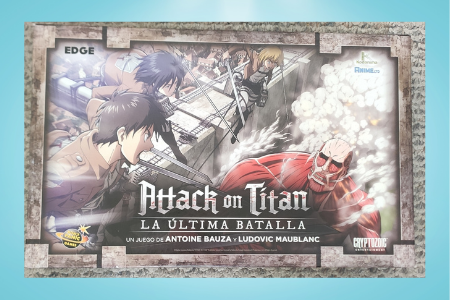 EDGE
Attack on Titan
LA ÚLTIMA BATALLA
UN JUEGO DE ANTOINE BAUZA Y LUDOVIC MAUBLANC
CRYPTOZOIC